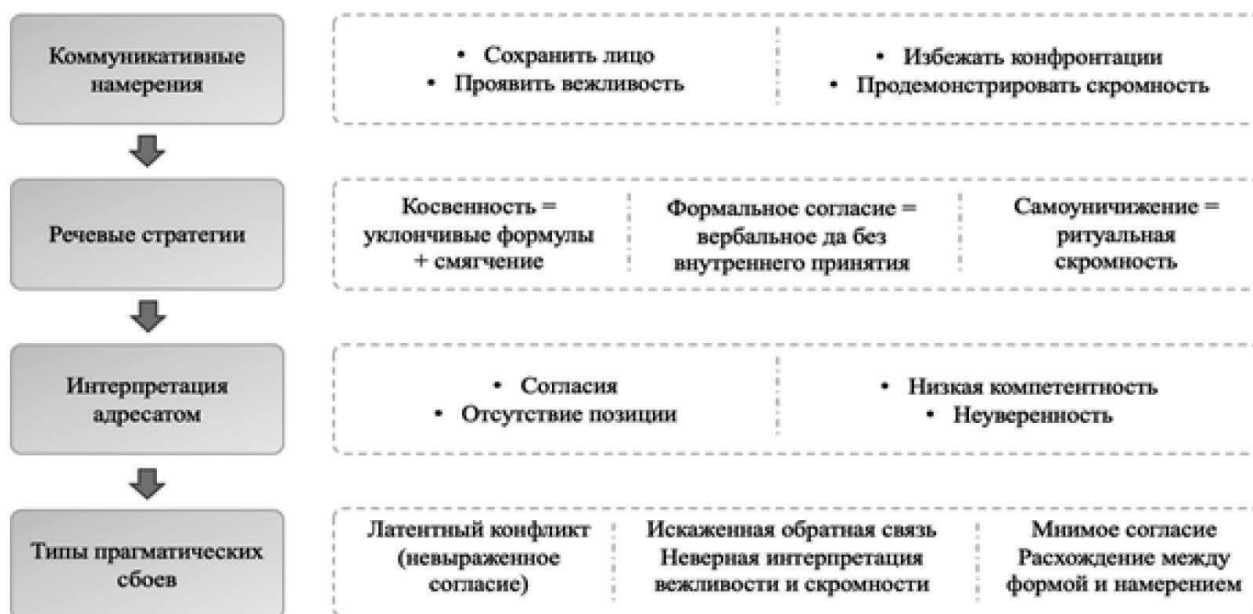 Коммуникативные
намерения
• Сохранить лицо
• Проявить вежливость
• Избежать конфронтации
• Продемонстрировать скромность
Речевые стратегии
Косвенность =
уклончивые формулы
+ смягчение
Формальное согласие =
вербальное да без
внутреннего принятия
Самоуничижение =
ритуальная
скромность
Интерпретация
адресатом
• Согласия
• Отсутствие позиции
• Низкая компетентность
• Неуверенность
Типы прагматических
сбоев
Латентный конфликт
(невыраженное
согласие)
Искаженная обратная связь
Неверная интерпретация
вежливости и скромности
Мнимое согласие
Расхождение между
формой и намерением